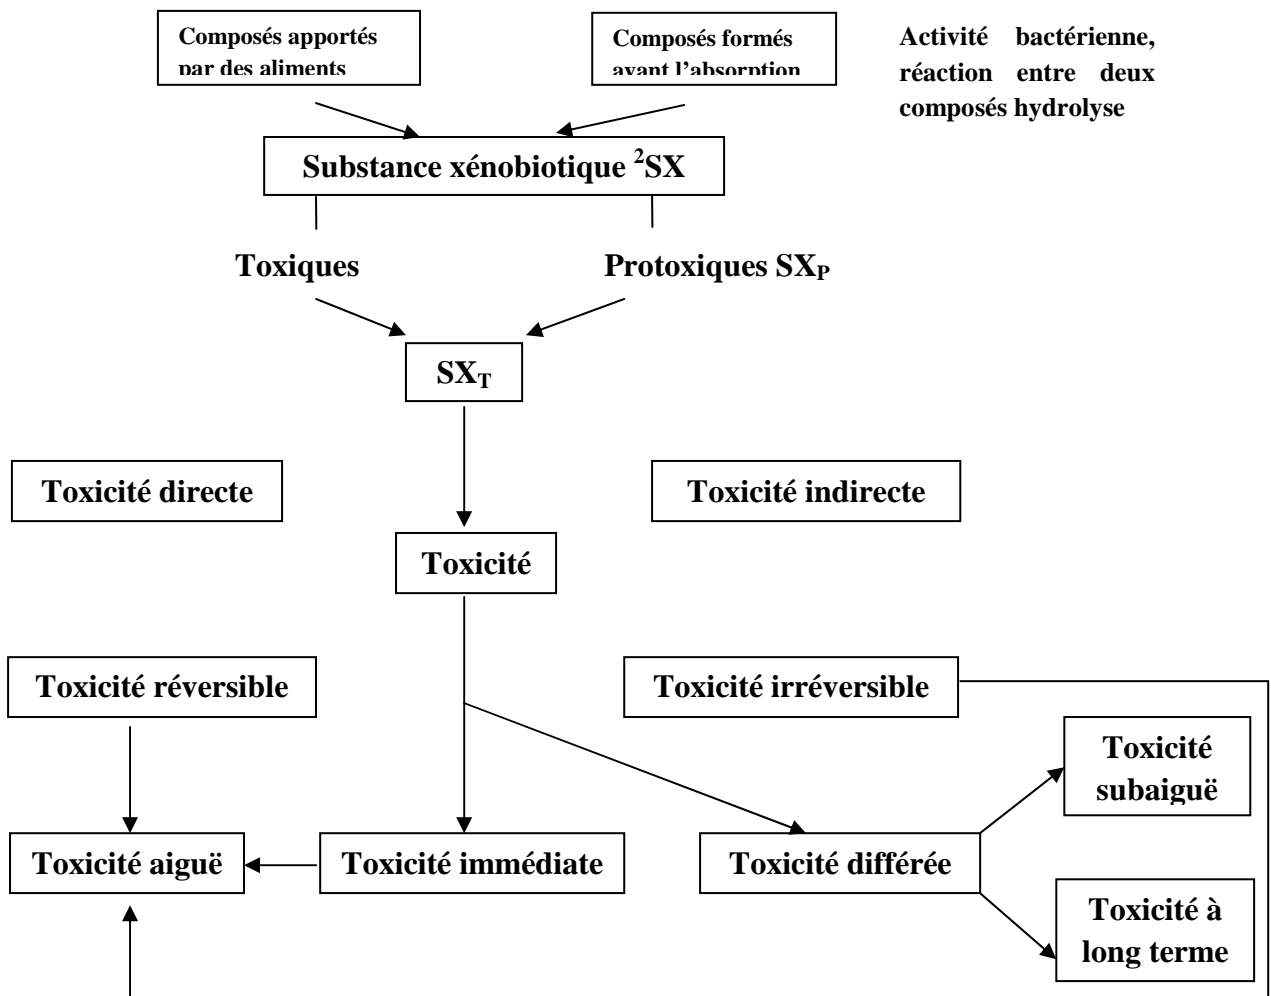 Composés apportés
par des aliments
Composés formés
avant l'absorption
Activité bactérienne,
réaction entre deux
composés hydrolyse
Substance xénobiotique ²SX
Toxiques
Protoxiques SXP
SXT
Toxicité directe
Toxicité indirecte
Toxicité
Toxicité réversible
Toxicité irréversible
Toxicité
subaiguë
Toxicité aiguë
Toxicité immédiate
Toxicité différée
Toxicité à
long terme